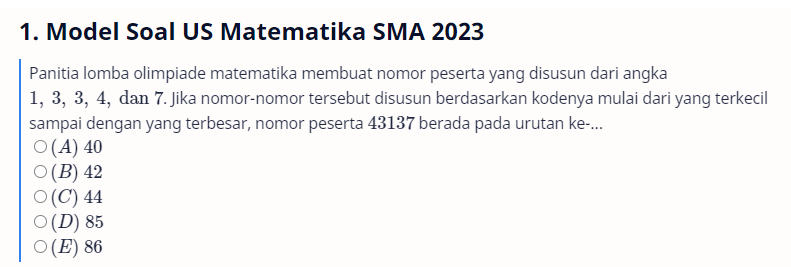 1. Model Soal US Matematika SMA 2023
Panitia lomba olimpiade matematika membuat nomor peserta yang disusun dari angka
1, 3, 3, 4, dan 7. Jika nomor-nomor tersebut disusun berdasarkan kodenya mulai dari yang terkecil
sampai dengan yang terbesar, nomor peserta 43137 berada pada urutan ke-...
(A) 40
(B) 42
(C) 44
(D) 85
(E) 86